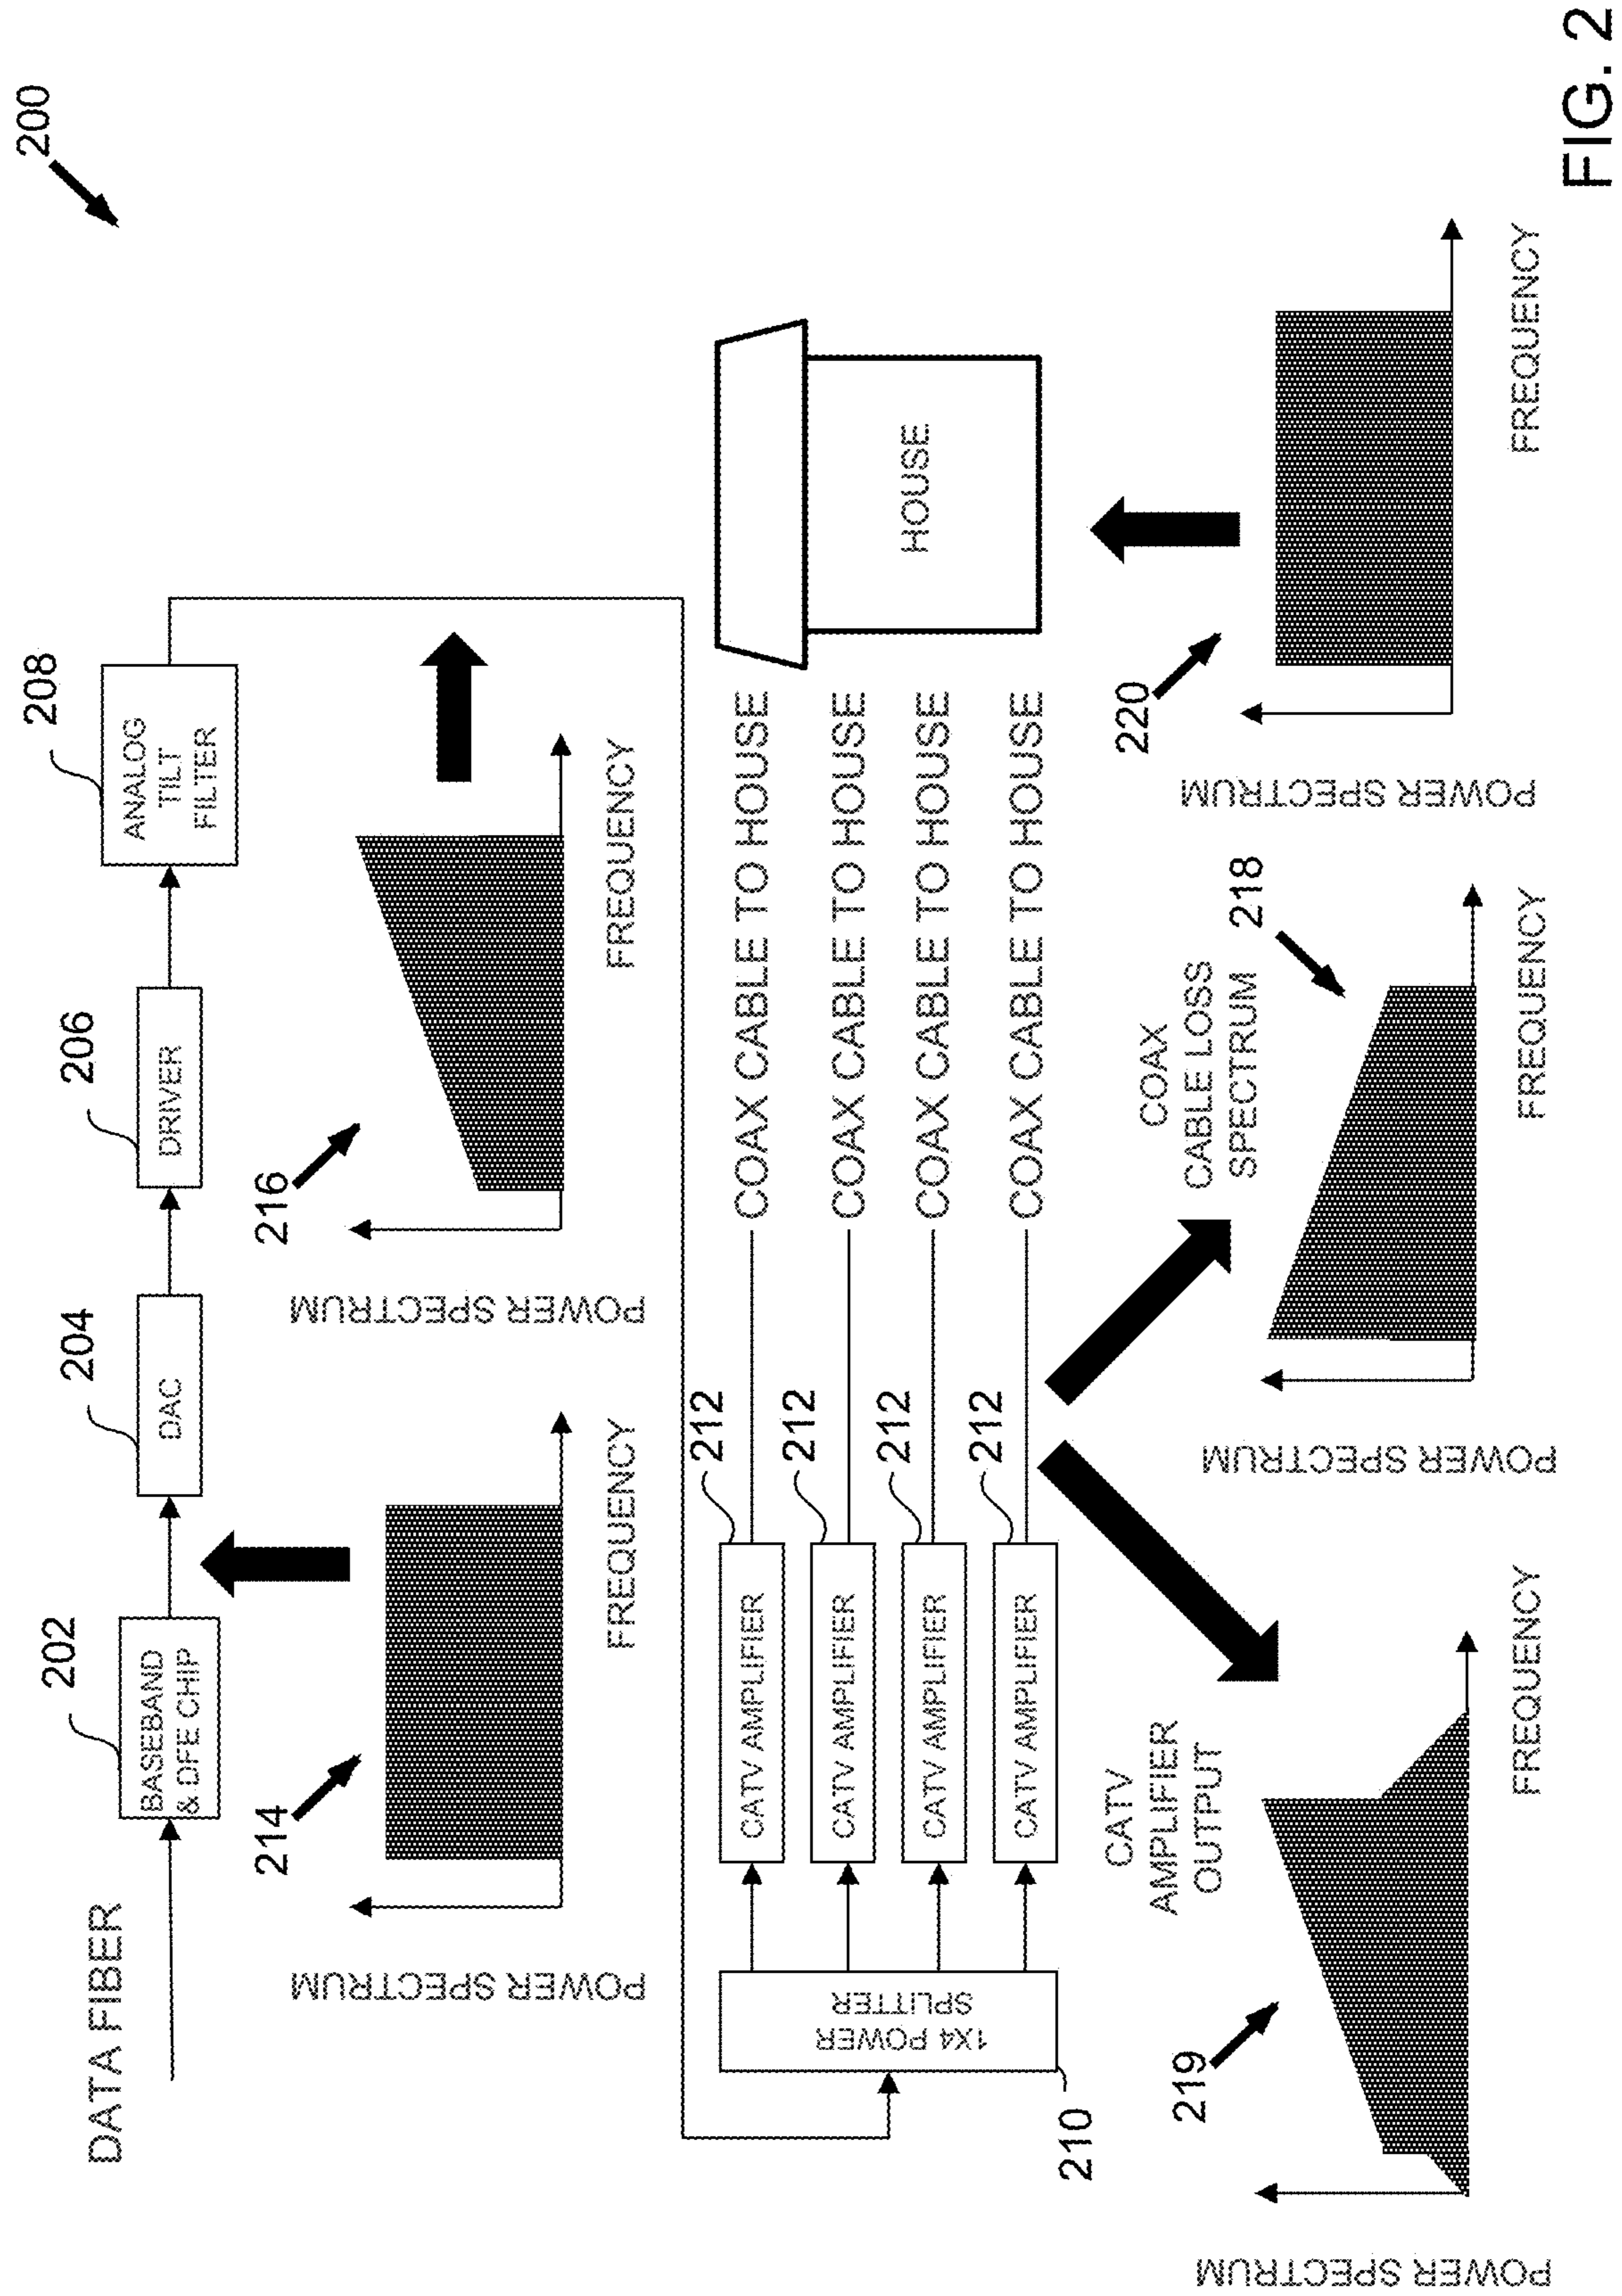 200
DATA FIBER
202
BASEBAND
& DFE CHIP
204
DAC
206
DRIVER
208
ANALOG
TILT
FILTER
214
POWER SPECTRUM
FREQUENCY
216
POWER SPECTRUM
FREQUENCY
210
1X4 POWER
SPLITTER
212
CATV AMPLIFIER
COAX CABLE TO HOUSE
212
CATV AMPLIFIER
COAX CABLE TO HOUSE
212
CATV AMPLIFIER
COAX CABLE TO HOUSE
212
CATV AMPLIFIER
COAX CABLE TO HOUSE
HOUSE
219
CATV
AMPLIFIER
OUTPUT
POWER SPECTRUM
FREQUENCY
COAX
CABLE LOSS
SPECTRUM
218
POWER SPECTRUM
FREQUENCY
220
POWER SPECTRUM
FREQUENCY
FIG. 2